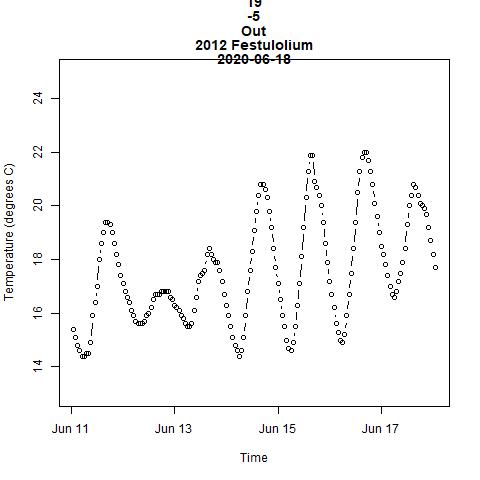 19
-5
Out
2012 Festulolium
2020-06-18
Temperature (degrees C)
24
22
20
18
16
14
Jun 11
Jun 13
Jun 15
Jun 17
Time